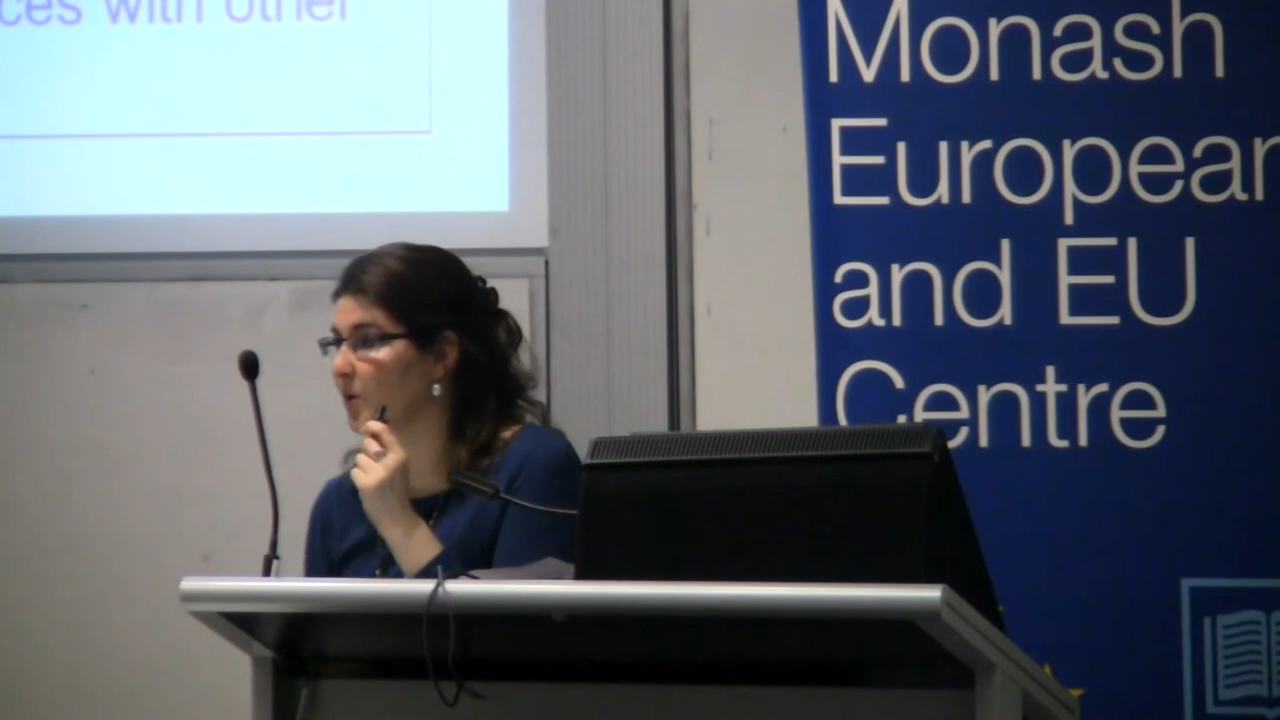 ces with other
Monash
European
and EU
Centre